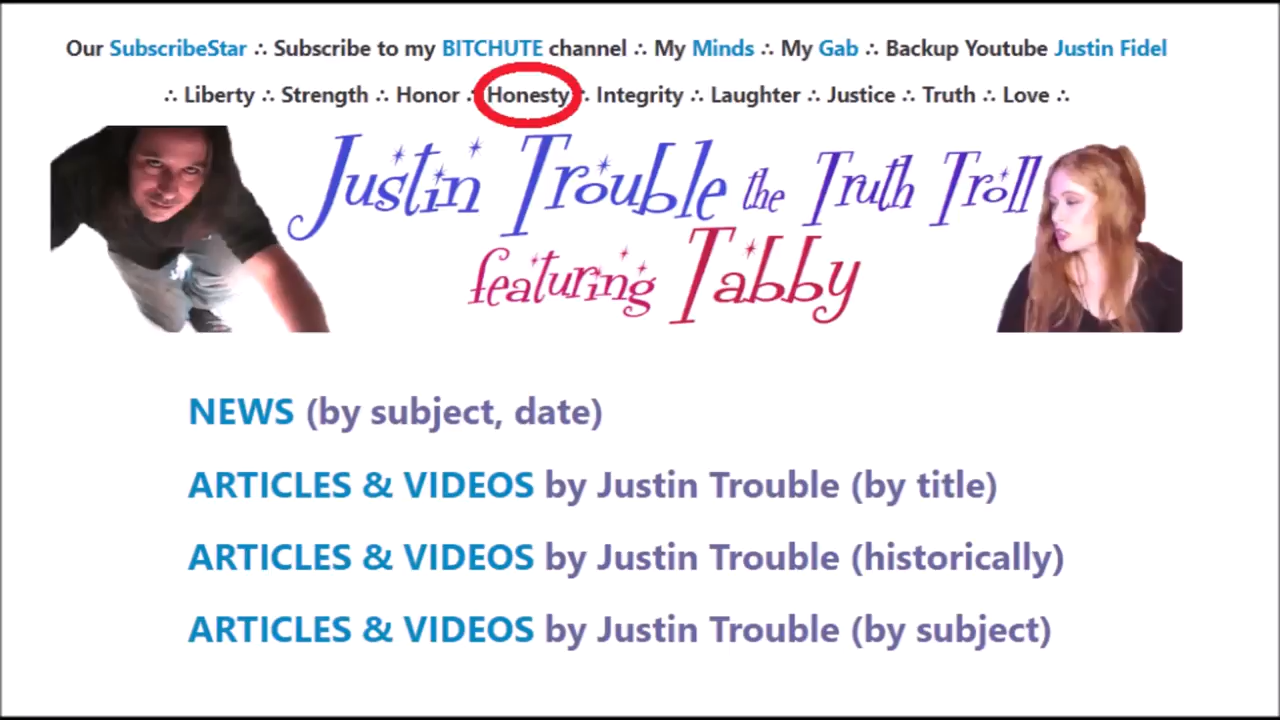 Our SubscribeStar ∴ Subscribe to my BITCHUTE channel ∴ My Minds ∴ My Gab ∴ Backup Youtube Justin Fidel
∴ Liberty ∴ Strength ∴ Honor ∴ Honesty ∴ Integrity ∴ Laughter ∴ Justice ∴ Truth ∴ Love ∴
Justin Trouble the Truth Troll
featuring Tabby
NEWS (by subject, date)
ARTICLES & VIDEOS by Justin Trouble (by title)
ARTICLES & VIDEOS by Justin Trouble (historically)
ARTICLES & VIDEOS by Justin Trouble (by subject)